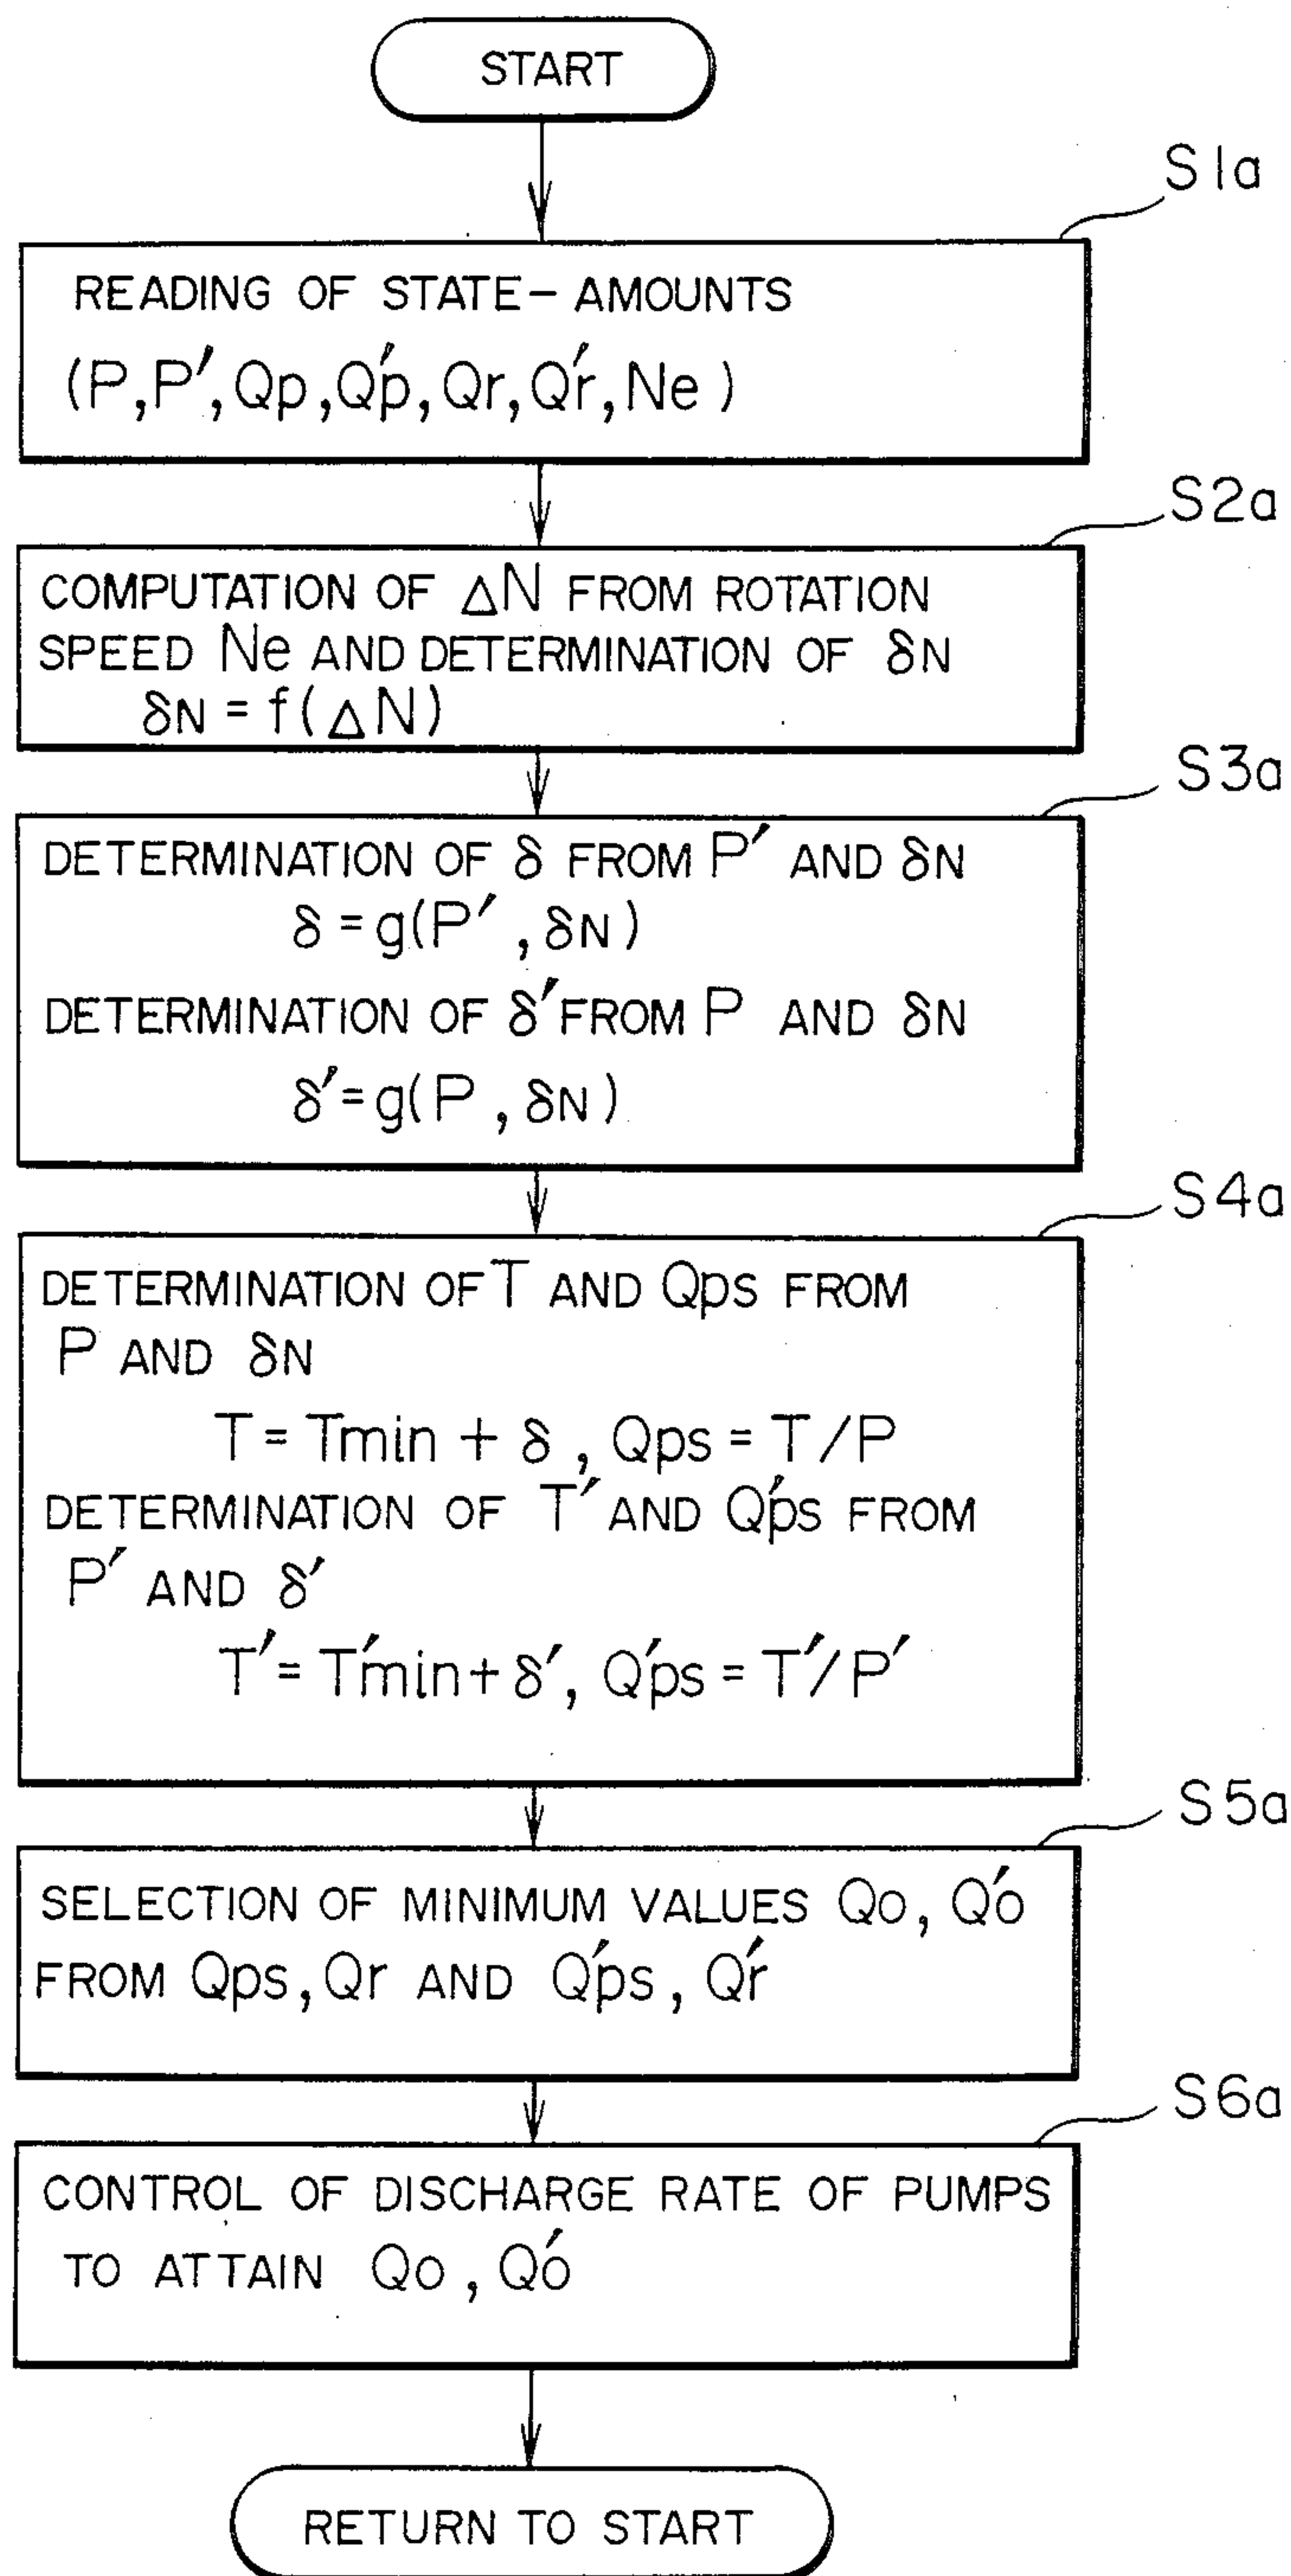 START
S1a
READING OF STATE-AMOUNTS
(P, P', Qp, Q'p, Qr, Q'r, Ne)
S2a
COMPUTATION OF ΔN FROM ROTATION
SPEED Ne AND DETERMINATION OF δN
δN = f(ΔN)
S3a
DETERMINATION OF δ FROM P' AND δN
δ = g(P', δN)
DETERMINATION OF δ' FROM P AND δN
δ' = g(P, δN)
S4a
DETERMINATION OF T AND Qps FROM
P AND δN
T = Tmin + δ, Qps = T/P
DETERMINATION OF T' AND Q'ps FROM
P' AND δ'
T' = T'min + δ', Q'ps = T'/P'
S5a
SELECTION OF MINIMUM VALUES Qo, Q'o
FROM Qps, Qr AND Q'ps, Q'r
S6a
CONTROL OF DISCHARGE RATE OF PUMPS
TO ATTAIN Qo, Q'o
RETURN TO START